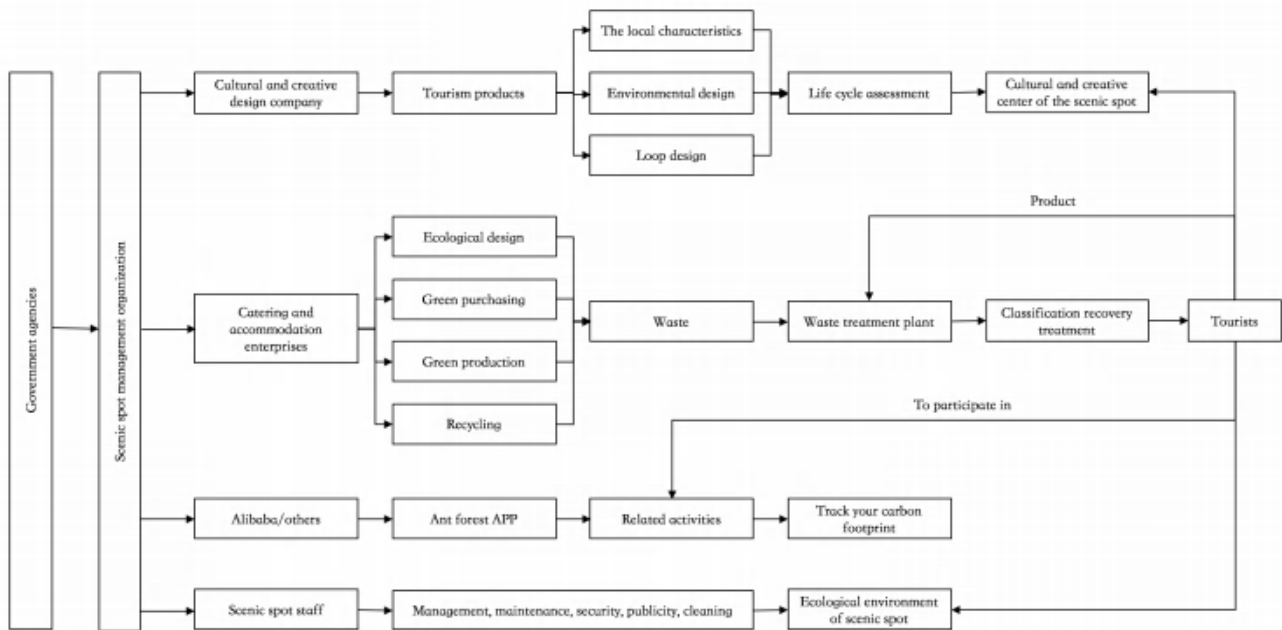 Government agencies
Scenic spot management organization
Cultural and creative
design company
Tourism products
The local characteristics
Environmental design
Loop design
Life cycle assessment
Cultural and creative
center of the scenic spot
Product
Catering and
accommodation
enterprises
Ecological design
Green purchasing
Green production
Recycling
Waste
Waste treatment plant
Classification recovery
treatment
Tourists
To participate in
Alibaba/others
Ant forest APP
Related activities
Track your carbon
footprint
Scenic spot staff
Management, maintenance, security, publicity, cleaning
Ecological environment
of scenic spot